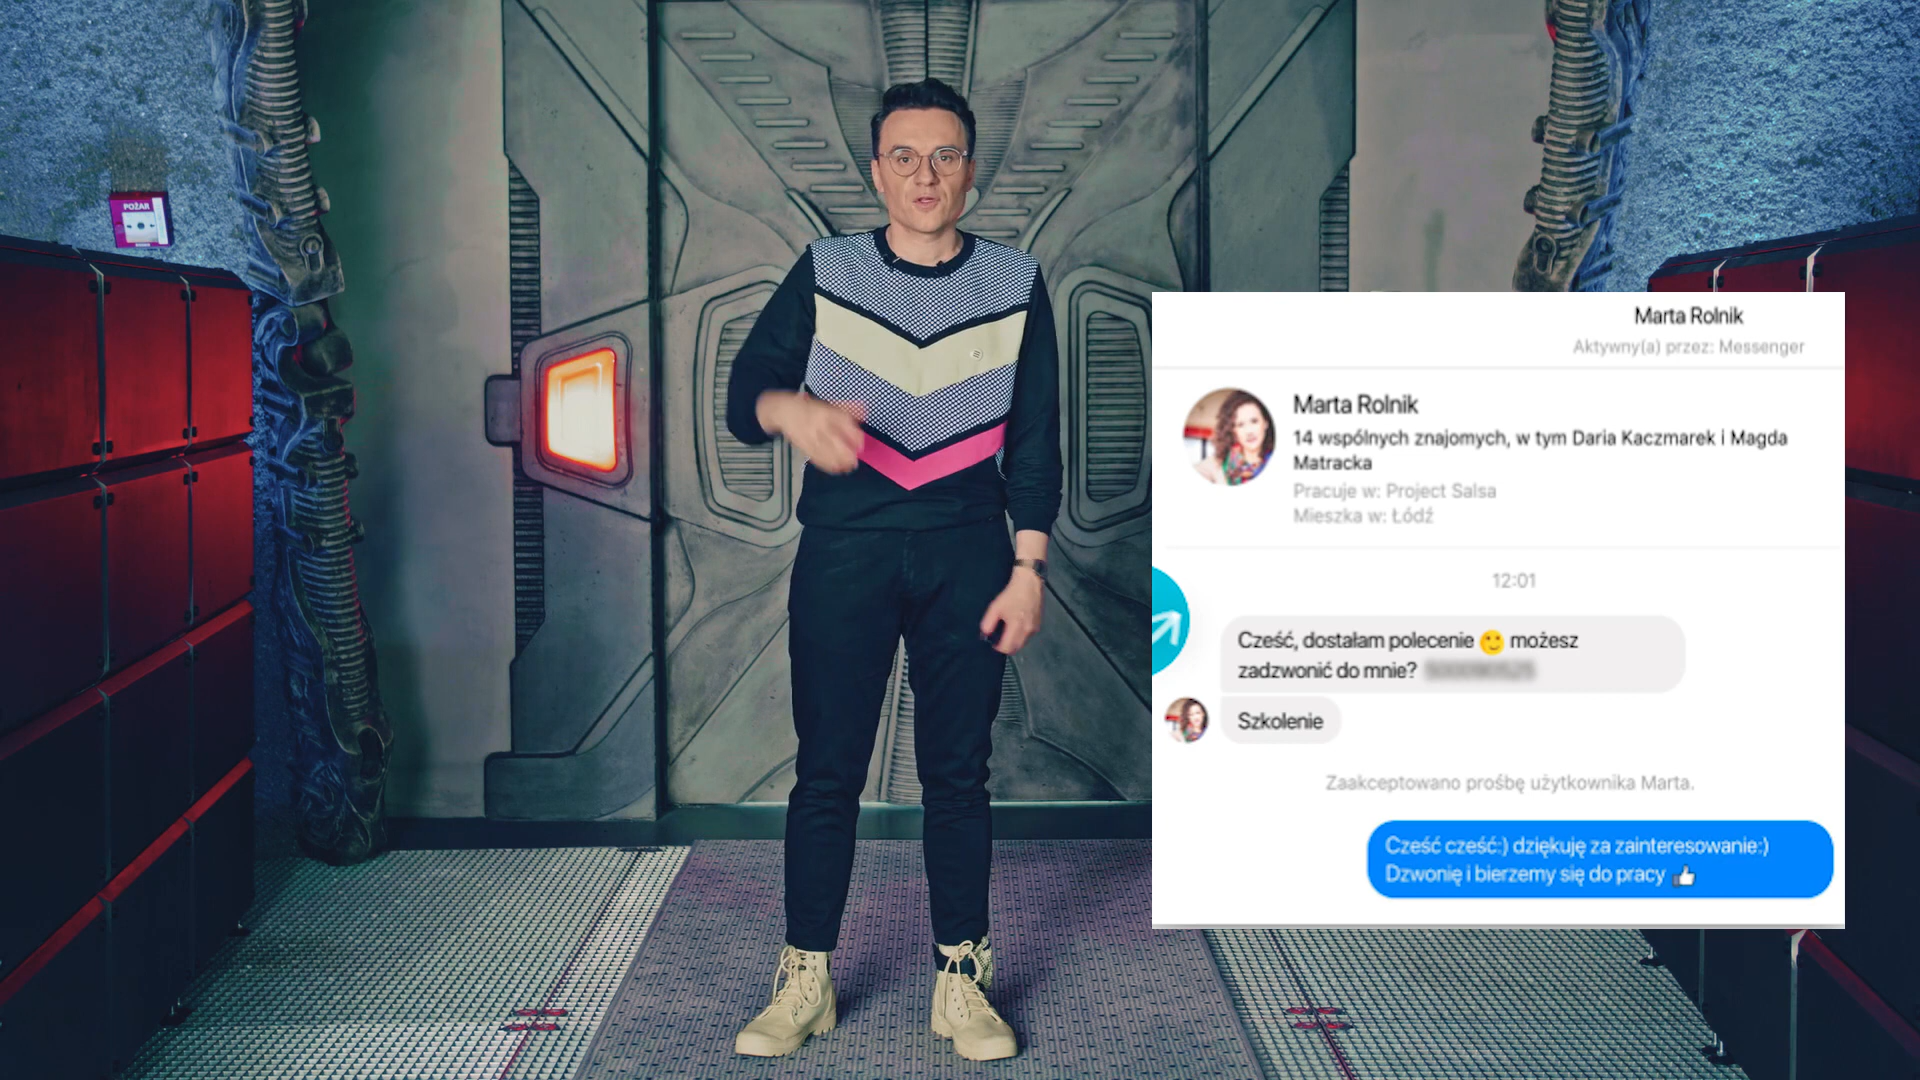 POŻAR
Marta Rolnik
Aktywny(a) przez: Messenger
Marta Rolnik
14 wspólnych znajomych, w tym Daria Kaczmarek i Magda
Matracka
Pracuje w: Project Salsa
Mieszka w: Łódź
12:01
Cześć, dostałam polecenie 🙂 możesz
zadzwonić do mnie?
Szkolenie
Zaakceptowano prośbę użytkownika Marta.
Cześć cześć:) dziękuję za zainteresowanie:)
Dzwonię i bierzemy się do pracy 👍